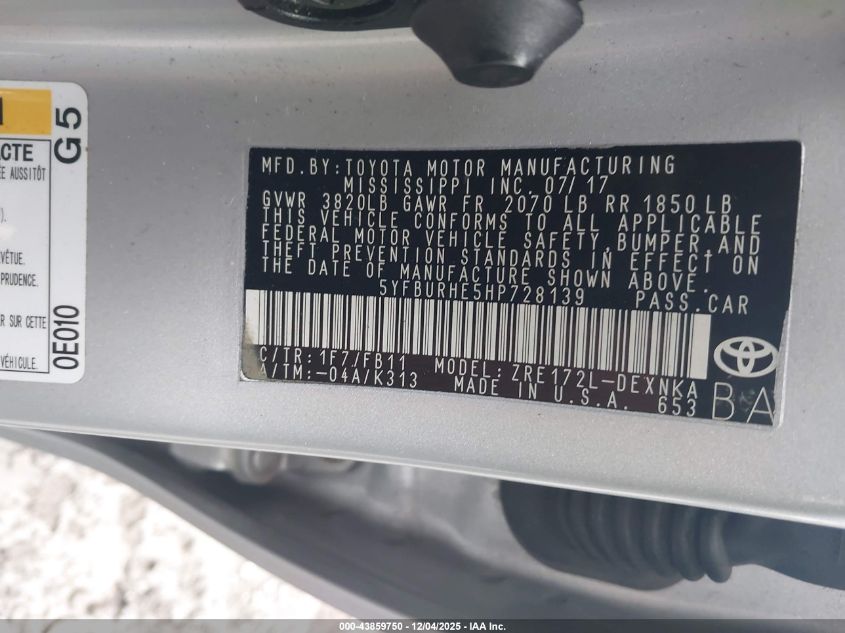 CTE
ÉE AUSSITÔT
).
VÊTUE.
PRUDENCE.
R SUR CETTE
VÉHICULE.
G5
0E010
MFD.BY:TOYOTA MOTOR MANUFACTURING
MISSISSIPPI INC. 07/17
GVWR 3820LB GAWR FR 2070 LB RR 1850 LB
THIS VEHICLE CONFORMS TO ALL APPLICABLE
FEDERAL MOTOR VEHICLE SAFETY,BUMPER,AND
THEFT PREVENTION STANDARDS IN EFFECT ON
THE DATE OF MANUFACTURE SHOWN ABOVE.
5YFBURHE5HP728139 PASS.CAR
C/TR:1F7/FB11 MODEL:ZRE172L-DEXNKA
A/TM:-04A/K313 MADE IN U.S.A. 653
BA
000-43859750 — 12/04/2025 — IAA Inc.